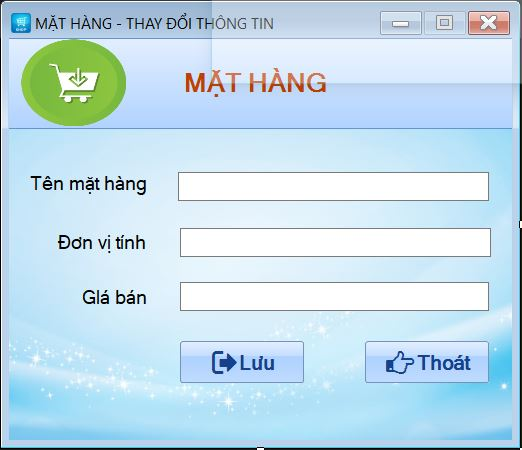 MẶT HÀNG - THAY ĐỔI THÔNG TIN
MẶT HÀNG
Tên mặt hàng
Đơn vị tính
Giá bán
Lưu
Thoát